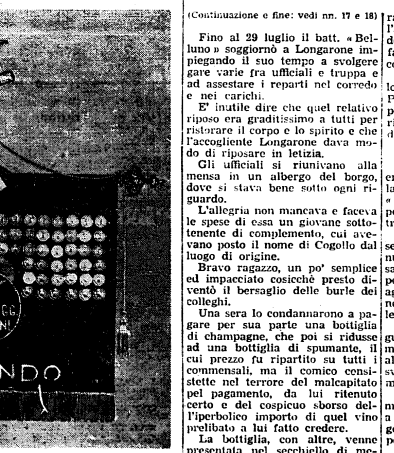 GG.
NI
NDO
(Continuazione e fine: vedi nn. 17 e 18)
Fino al 29 luglio il batt. «Bel-
luno» soggiornò a Longarone im-
piegando il suo tempo a svolgere
gare varie fra ufficiali e truppa e
ad assestare i reparti nel corredo
e nei carichi.
E' inutile dire che quel relativo
riposo era graditissimo a tutti per
ristorare il corpo e lo spirito e che
l'accogliente Longarone dava mo-
do di riposare in letizia.
Gli ufficiali si riunivano alla
mensa in un albergo del borgo,
dove si stava bene sotto ogni ri-
guardo.
L'allegria non mancava e faceva
le spese di essa un giovane sotto-
tenente di complemento, cui ave-
vano posto il nome di Cogollo dal
luogo di origine.
Bravo ragazzo, un po' semplice
ed impacciato cosicchè presto di-
ventò il bersaglio delle burle dei
colleghi.
Una sera lo condannarono a pa-
gare per sua parte una bottiglia
di champagne, che poi si ridusse
ad una bottiglia di spumante, il
cui prezzo fu ripartito su tutti i
commensali, ma il comico consi-
stette nel terrore del malcapitato
pel pagamento, da lui ritenuto
certo e del cospicuo sborso del-
l'iperbolico importo di quel vino
prelibato a lui fatto credere.
La bottiglia, con altre, venne
presentata nel secchiello di me-